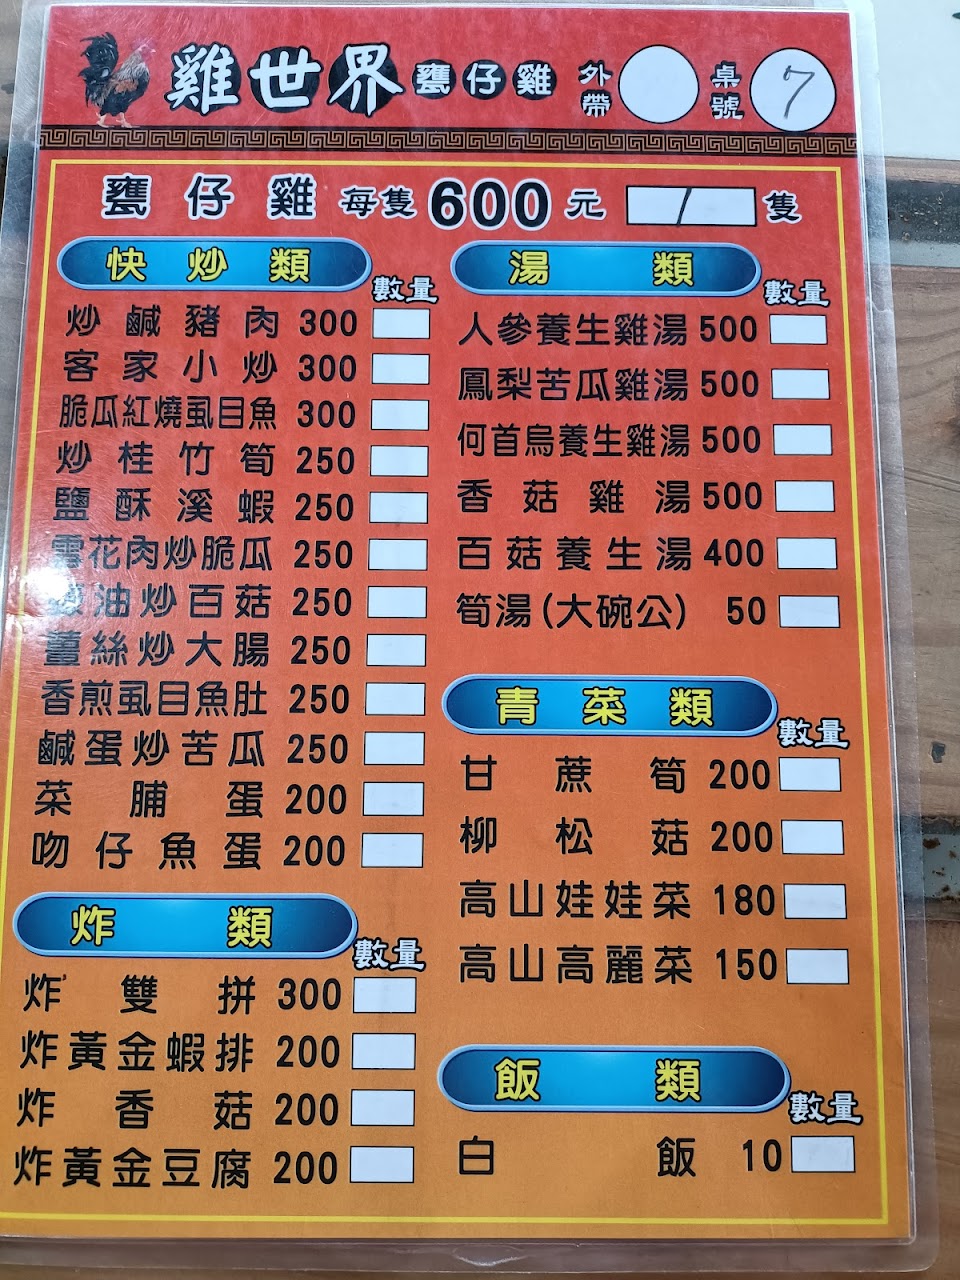 雞世界 甕仔雞 外帶 桌號 7
甕仔雞 每隻 600 元 1 隻
快炒類 數量
炒鹹豬肉 300
客家小炒 300
脆瓜紅燒虱目魚 300
炒桂竹筍 250
鹽酥溪蝦 250
雪花肉炒脆瓜 250
油炒百菇 250
薑絲炒大腸 250
香煎虱目魚肚 250
鹹蛋炒苦瓜 250
菜脯蛋 200
吻仔魚蛋 200
炸類 數量
炸雙拼 300
炸黃金蝦排 200
炸香菇 200
炸黃金豆腐 200
湯類 數量
人參養生雞湯 500
鳳梨苦瓜雞湯 500
何首烏養生雞湯 500
香菇雞湯 500
百菇養生湯 400
筍湯(大碗公) 50
青菜類 數量
甘蔗筍 200
柳松菇 200
高山娃娃菜 180
高山高麗菜 150
飯類 數量
白飯 10